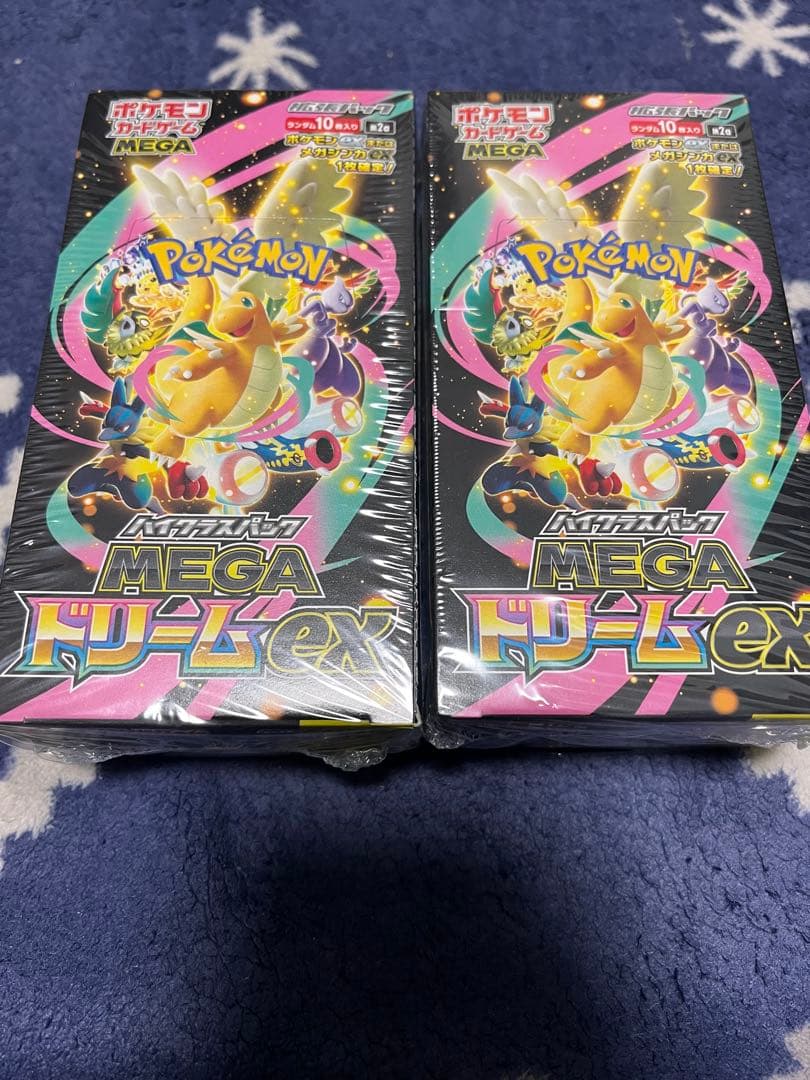 ポケモン
カードゲーム
MEGA
拡張パック
ランダム10枚入り
ポケモンexまたは
メガシンカex
1枚確定!
POKéMON
ハイクラスパック
MEGA
ドリームex
ポケモン
カードゲーム
MEGA
拡張パック
ランダム10枚入り
ポケモンexまたは
メガシンカex
1枚確定!
POKéMON
ハイクラスパック
MEGA
ドリームex